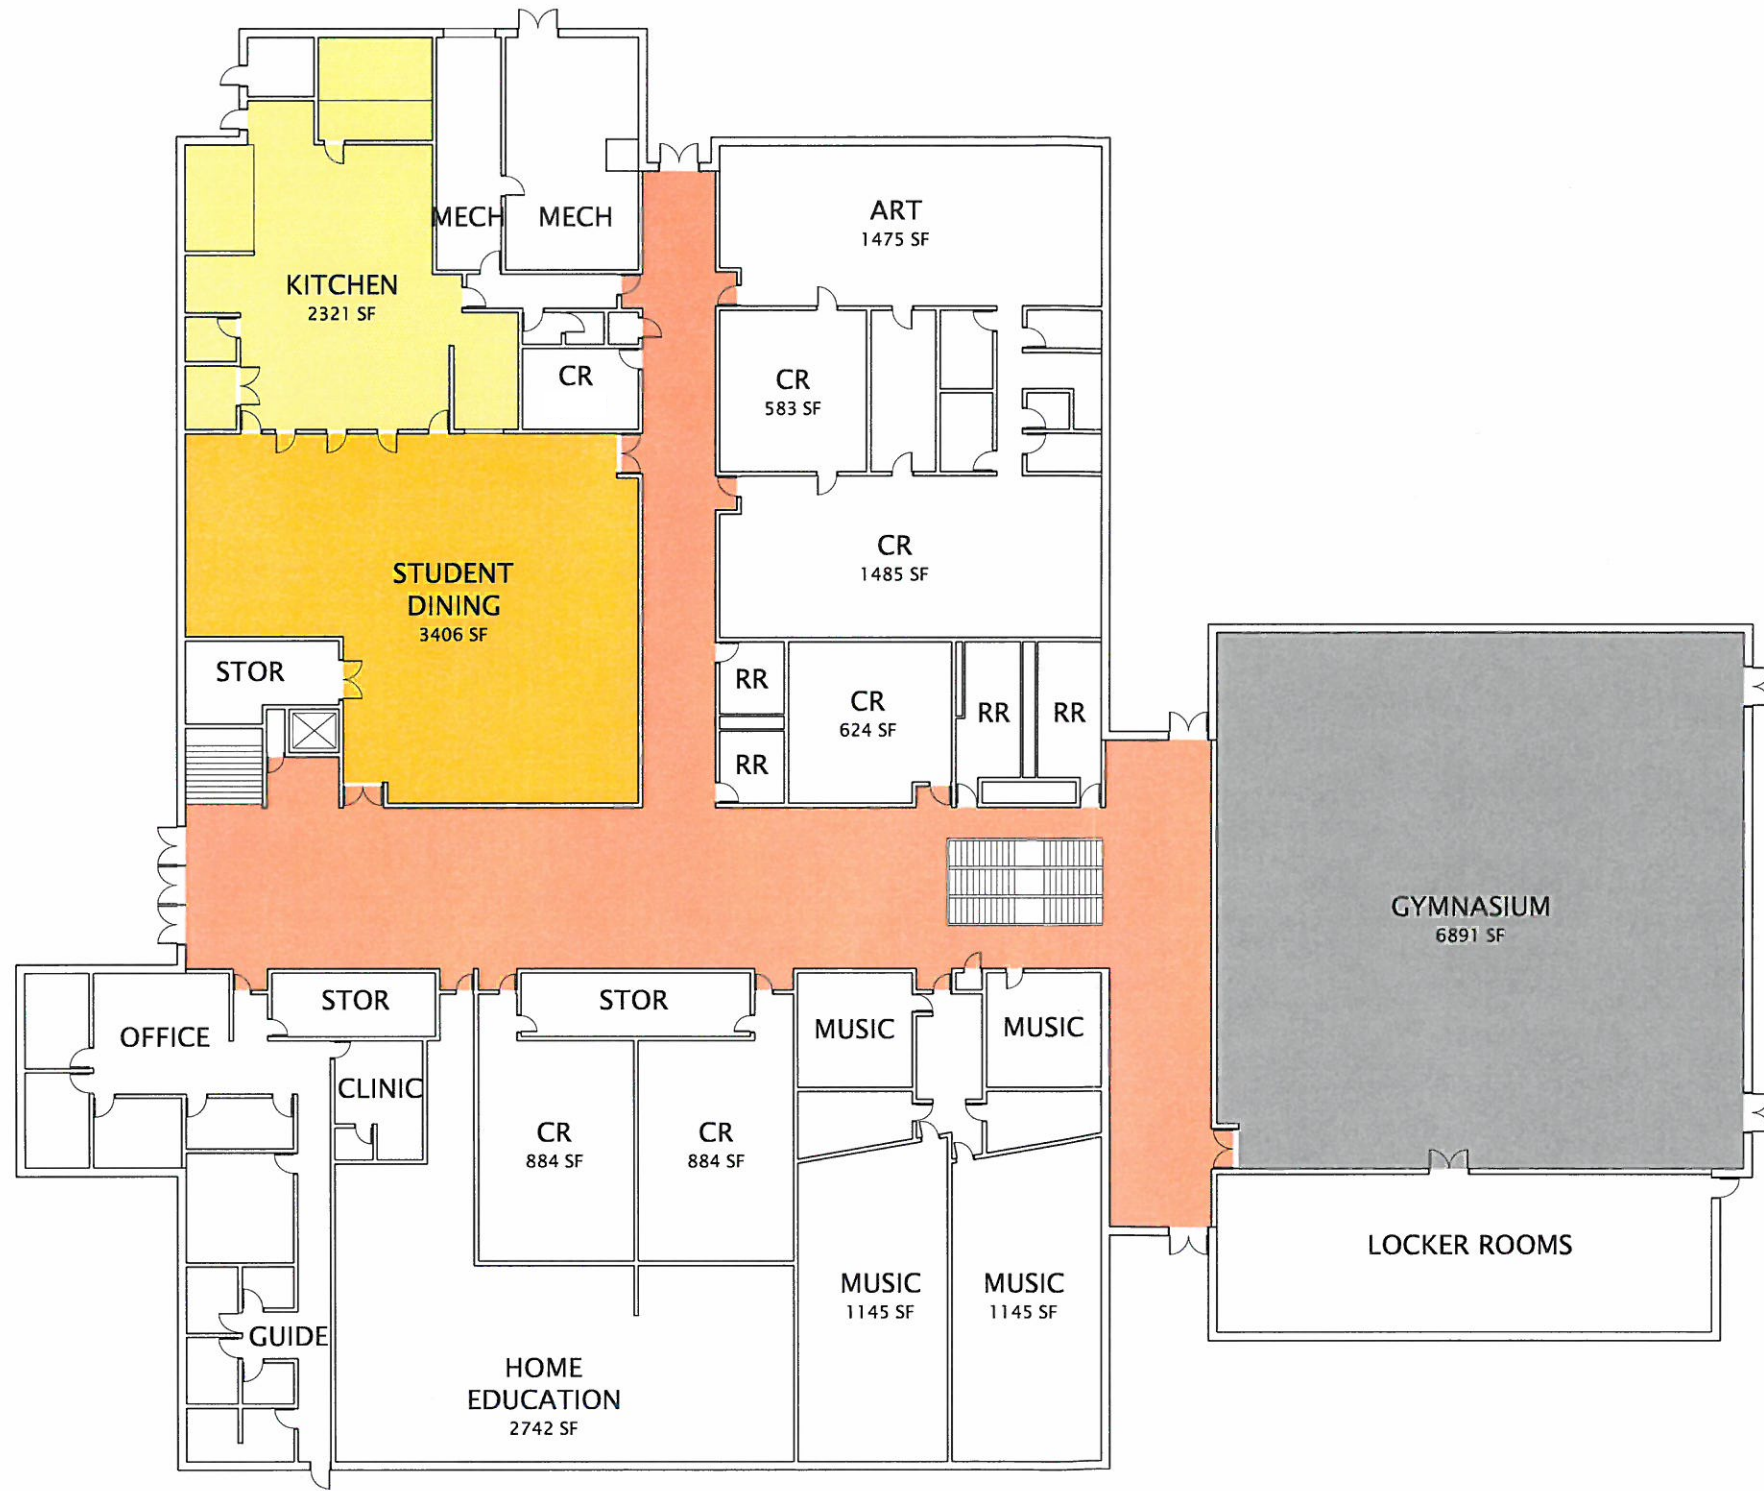 MECH
MECH
ART
1475 SF
KITCHEN
2321 SF
CR
CR
583 SF
STUDENT
DINING
3406 SF
CR
1485 SF
STOR
RR
CR
624 SF
RR
RR
RR
GYMNASIUM
6891 SF
STOR
STOR
OFFICE
MUSIC
MUSIC
CLINIC
CR
884 SF
CR
884 SF
LOCKER ROOMS
MUSIC
1145 SF
MUSIC
1145 SF
GUIDE
HOME
EDUCATION
2742 SF